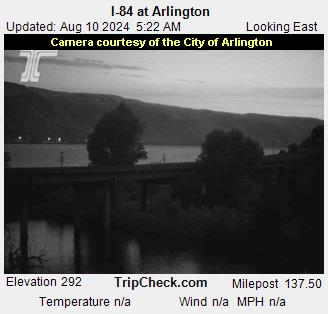 I-84 at Arlington
Updated: Aug 10 2024 5:22 AM Looking East
Camera courtesy of the City of Arlington
Elevation 292 TripCheck.com Milepost 137.50
Temperature n/a Wind n/a MPH n/a